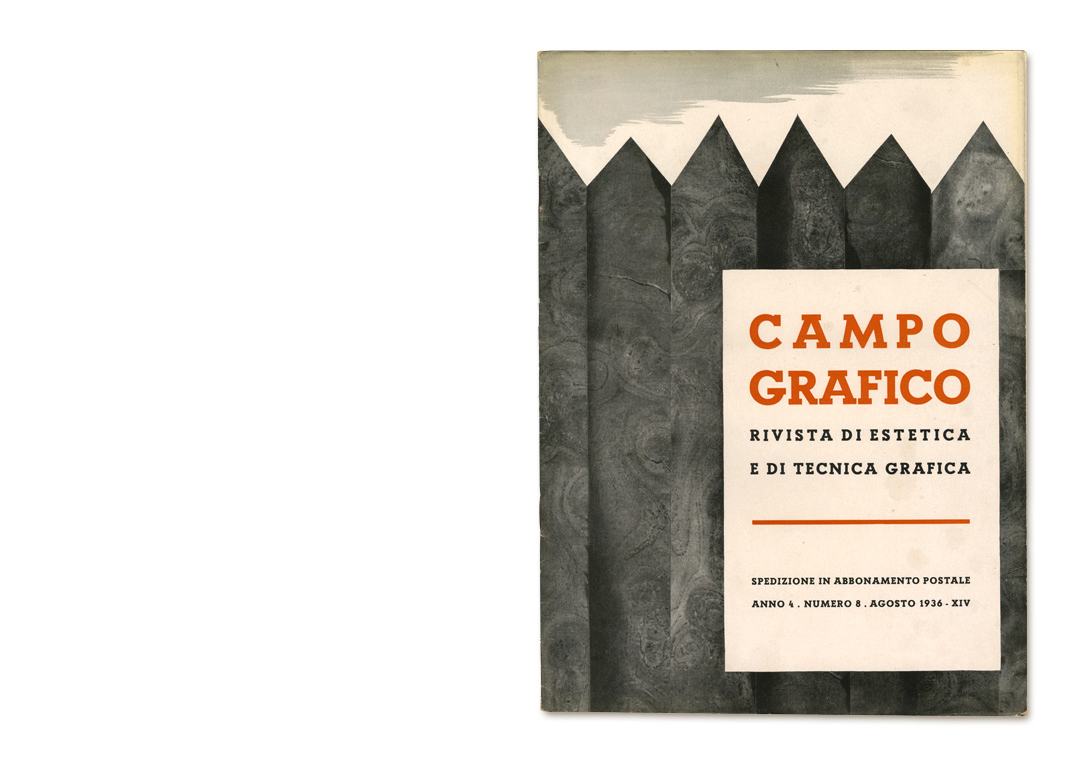 CAMPO
GRAFICO
RIVISTA DI ESTETICA
E DI TECNICA GRAFICA
SPEDIZIONE IN ABBONAMENTO POSTALE
ANNO 4 . NUMERO 8 . AGOSTO 1936 - XIV